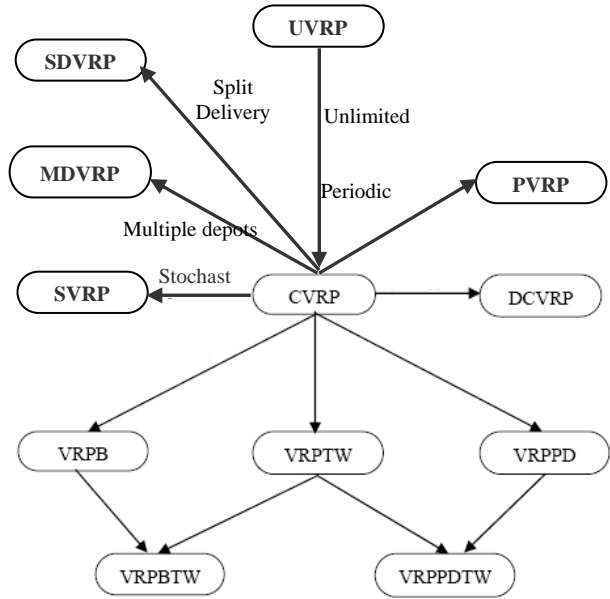 UVRP
SDVRP
Split
Delivery
Unlimited
MDVRP
Periodic
PVRP
Multiple depots
Stochast
SVRP
CVRP
DCVRP
VRPB
VRPTW
VRPPD
VRPBTW
VRPPDTW